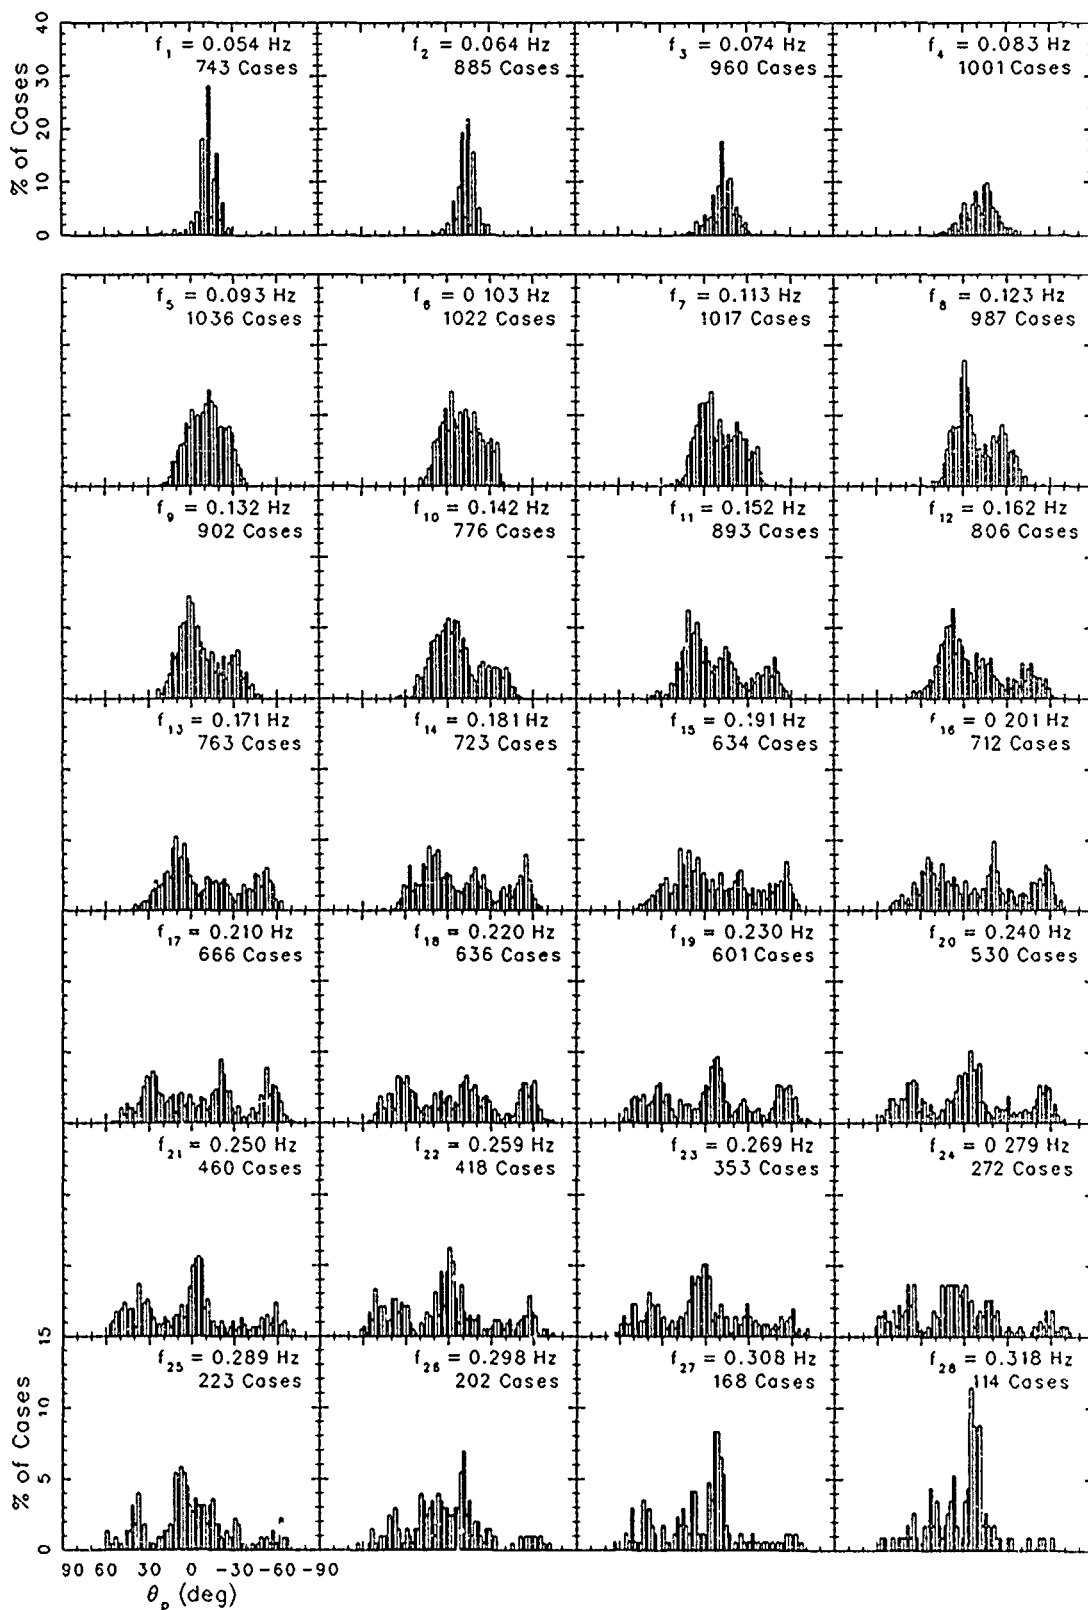 40
f₁ = 0.054 Hz
743 Cases
f₂ = 0.064 Hz
885 Cases
f₃ = 0.074 Hz
960 Cases
f₄ = 0.083 Hz
1001 Cases
30
20
10
0
% of Cases
f₅ = 0.093 Hz
1036 Cases
f₆ = 0 103 Hz
1022 Cases
f₇ = 0.113 Hz
1017 Cases
f₈ = 0.123 Hz
987 Cases
f₉ = 0.132 Hz
902 Cases
f₁₀ = 0.142 Hz
776 Cases
f₁₁ = 0.152 Hz
893 Cases
f₁₂ = 0.162 Hz
806 Cases
f₁₃ = 0.171 Hz
763 Cases
f₁₄ = 0.181 Hz
723 Cases
f₁₅ = 0.191 Hz
634 Cases
f₁₆ = 0 201 Hz
712 Cases
f₁₇ = 0.210 Hz
666 Cases
f₁₈ = 0.220 Hz
636 Cases
f₁₉ = 0.230 Hz
601 Cases
f₂₀ = 0.240 Hz
530 Cases
f₂₁ = 0.250 Hz
460 Cases
f₂₂ = 0.259 Hz
418 Cases
f₂₃ = 0.269 Hz
353 Cases
f₂₄ = 0 279 Hz
272 Cases
15
f₂₅ = 0.289 Hz
223 Cases
f₂₆ = 0.298 Hz
202 Cases
f₂₇ = 0.308 Hz
168 Cases
f₂₈ = 0.318 Hz
114 Cases
10
5
0
% of Cases
90 60 30 0 -30 -60 -90
θₚ (deg)